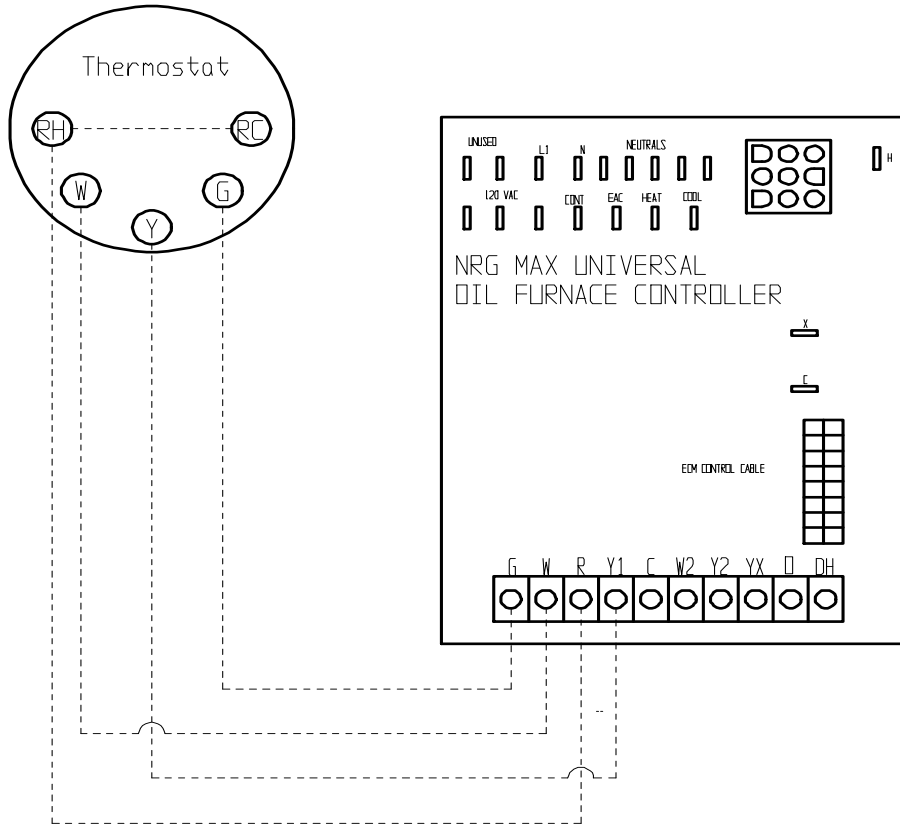 Thermostat
RH RC
W G
Y
UNUSED L1 N NEUTRALS H
120 VAC CONT EAC HEAT COOL
NRG MAX UNIVERSAL
OIL FURNACE CONTROLLER
X
C
ECM CONTROL CABLE
G W R Y1 C W2 Y2 YX O DH